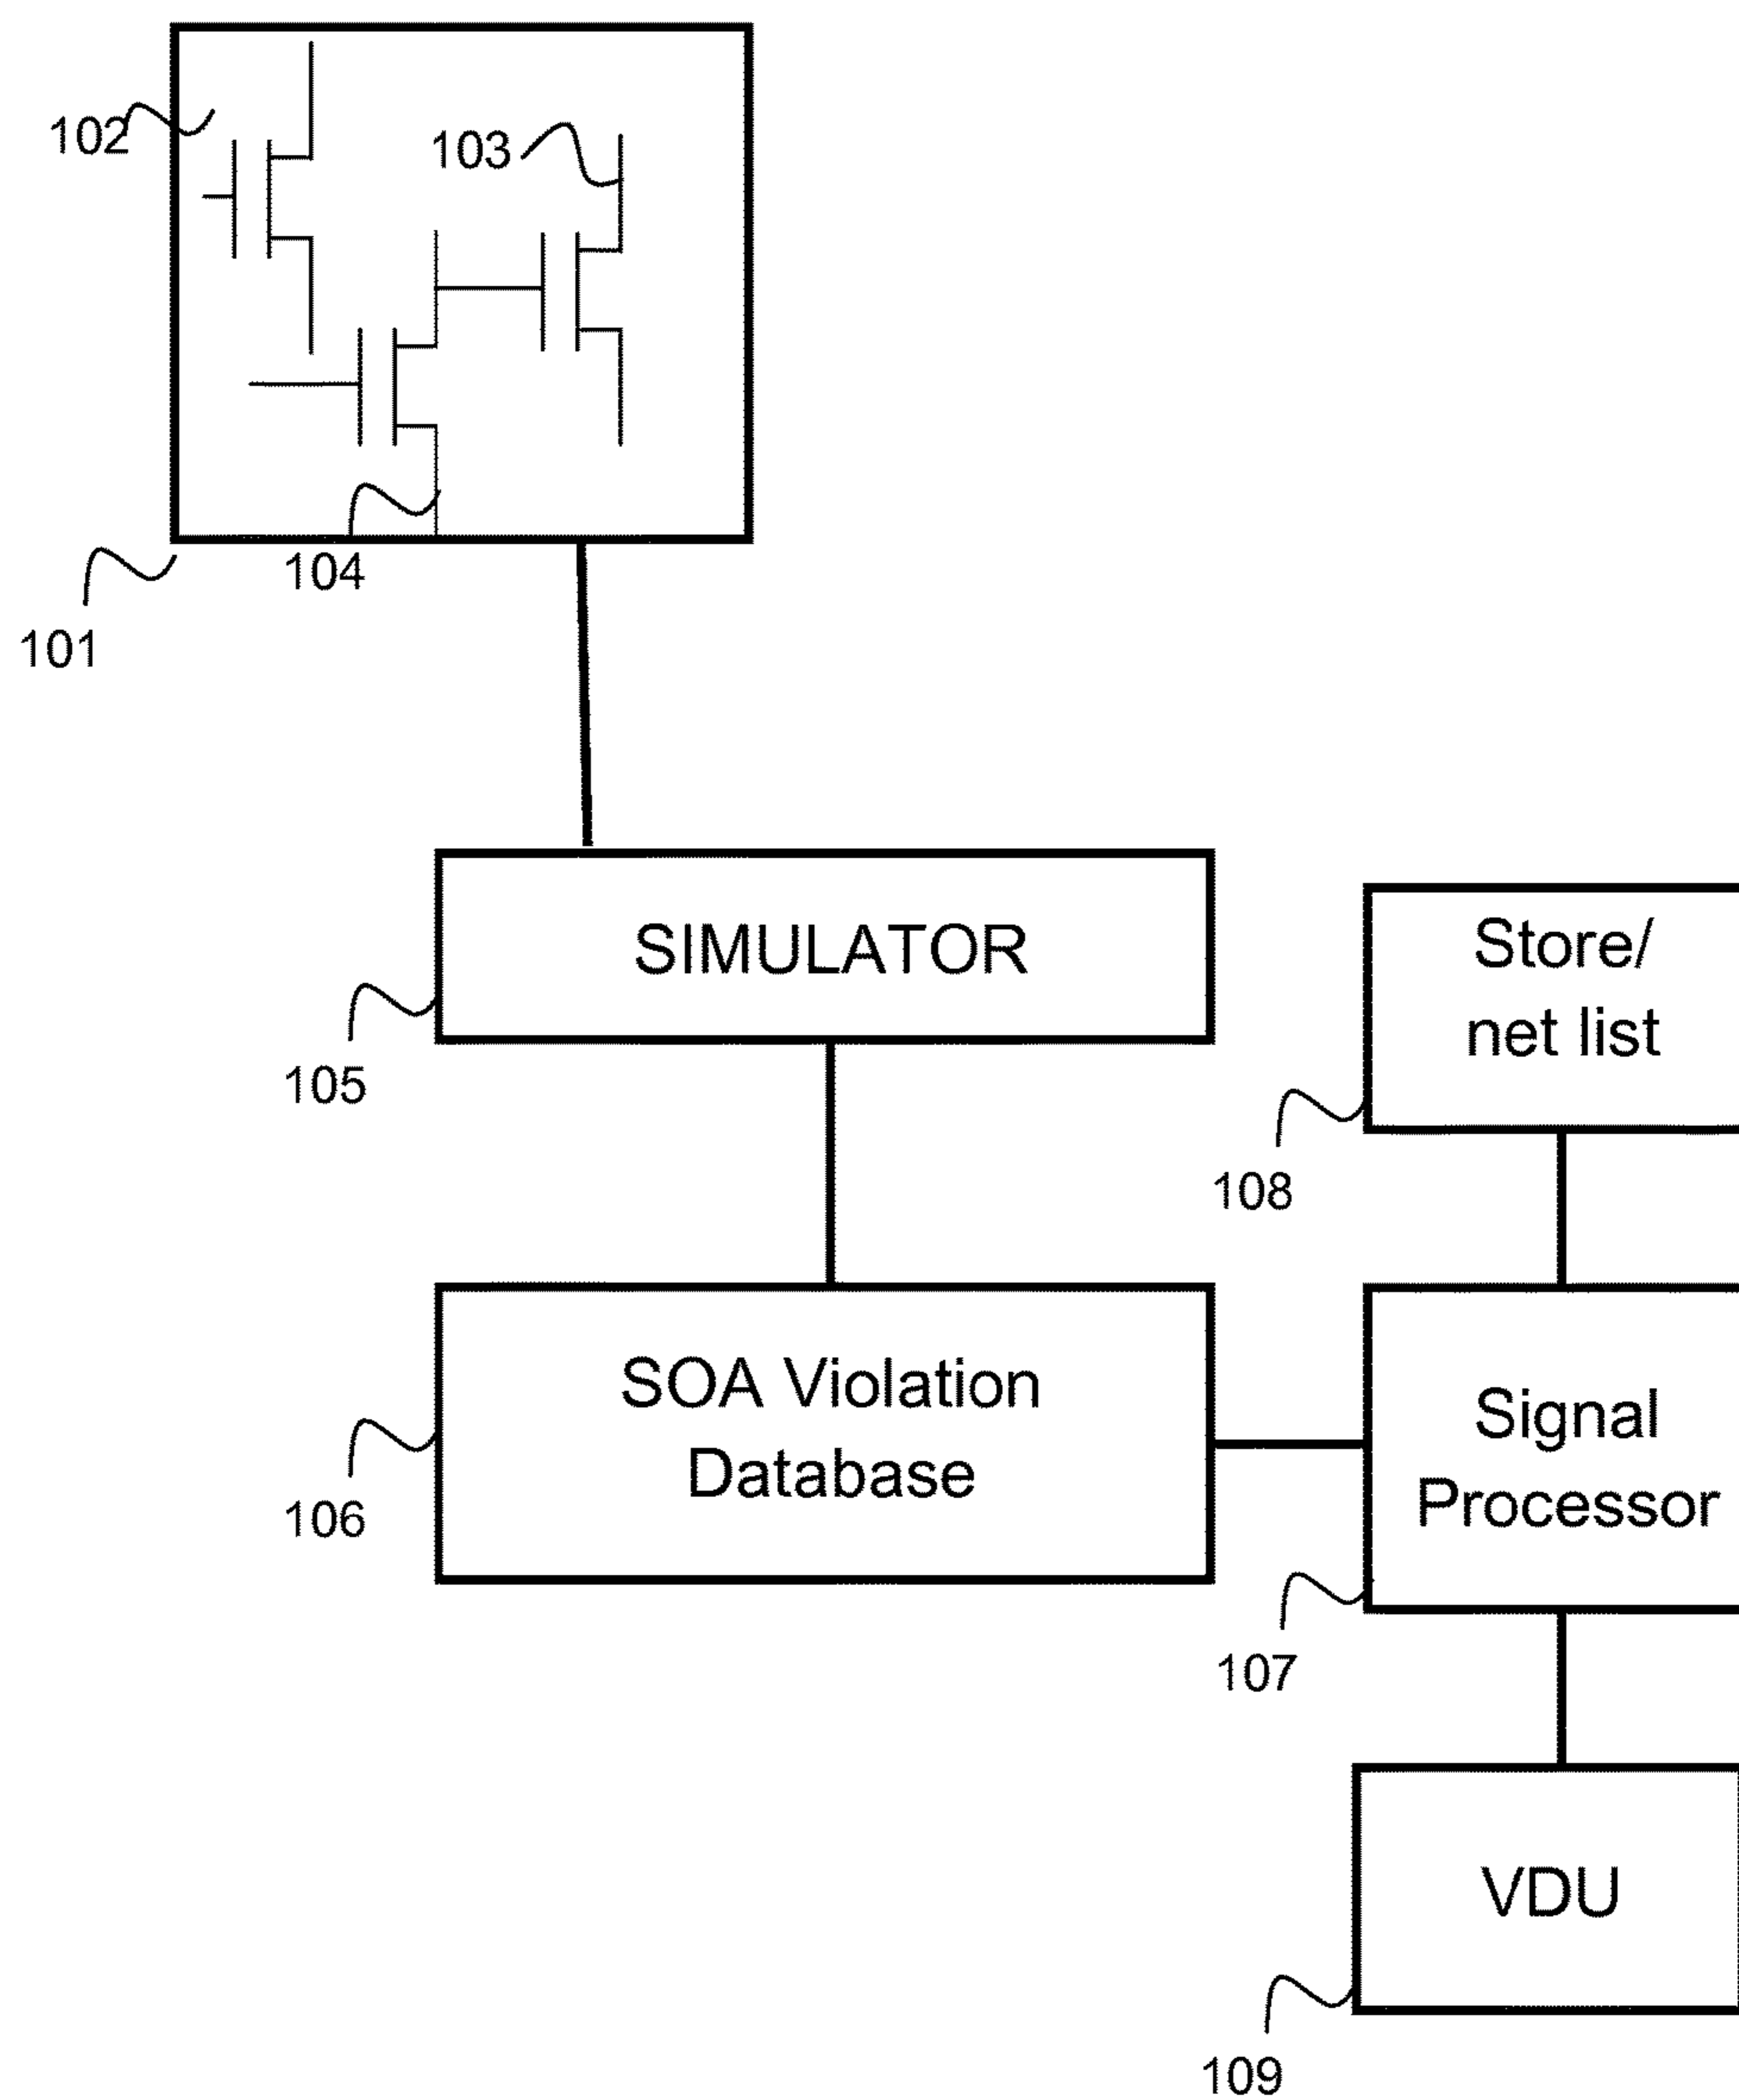 102
103
104
101
SIMULATOR
105
Store/
net list
108
SOA Violation
Database
106
Signal
Processor
107
VDU
109